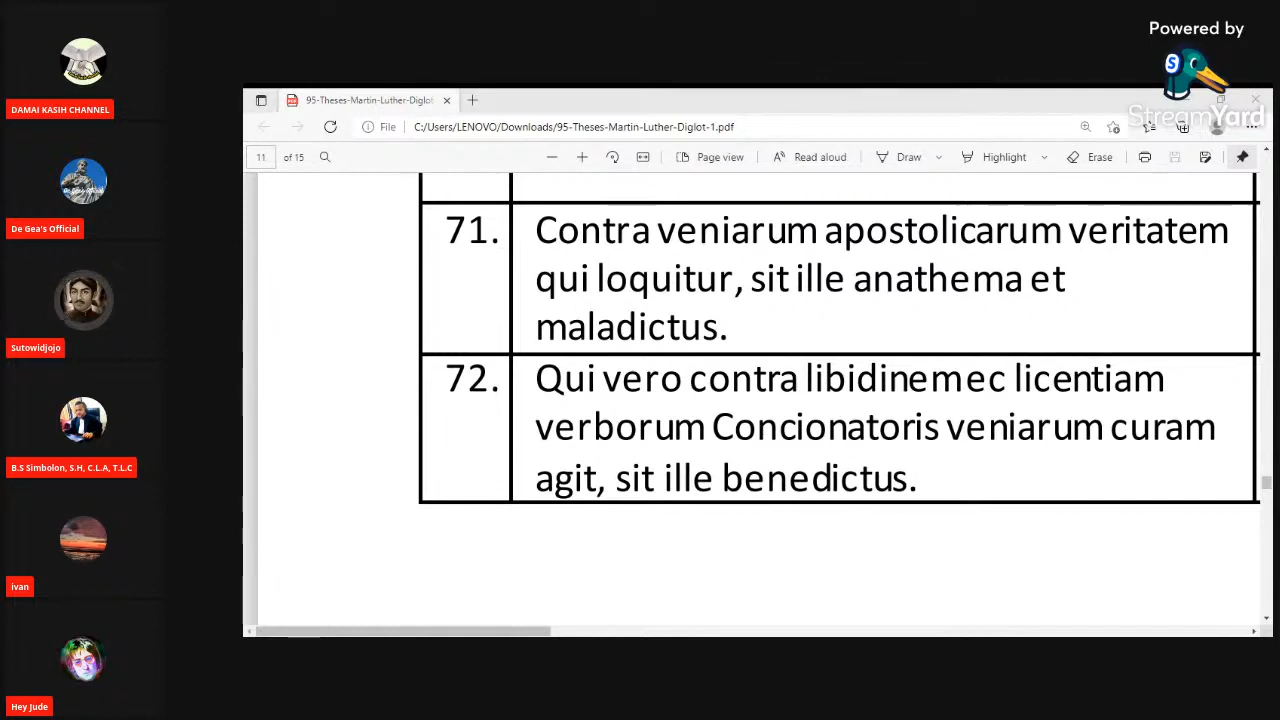 Powered by
StreamYard
DAMAI KASIH CHANNEL
De Gea's Official
Sutowidjojo
B.S Simbolon, S.H, C.L.A, T.L.C
ivan
Hey Jude
95-Theses-Martin-Luther-Diglot
File C:/Users/LENOVO/Downloads/95-Theses-Martin-Luther-Diglot-1.pdf
11 of 15 Page view Read aloud Draw Highlight Erase
71. Contra veniarum apostolicarum veritatem
qui loquitur, sit ille anathema et
maladictus.
72. Qui vero contra libidinem ec licentiam
verborum Concionatoris veniarum curam
agit, sit ille benedictus.